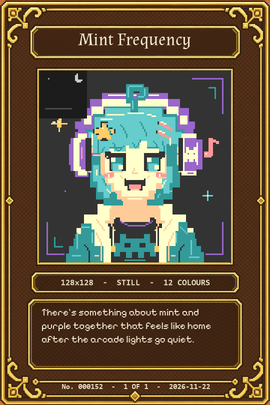 Mint Frequency
128x128 - STILL - 12 COLOURS
There's something about mint and
purple together that feels like home
after the arcade lights go quiet.
No. 000152 - 1 OF 1 - 2026-11-22